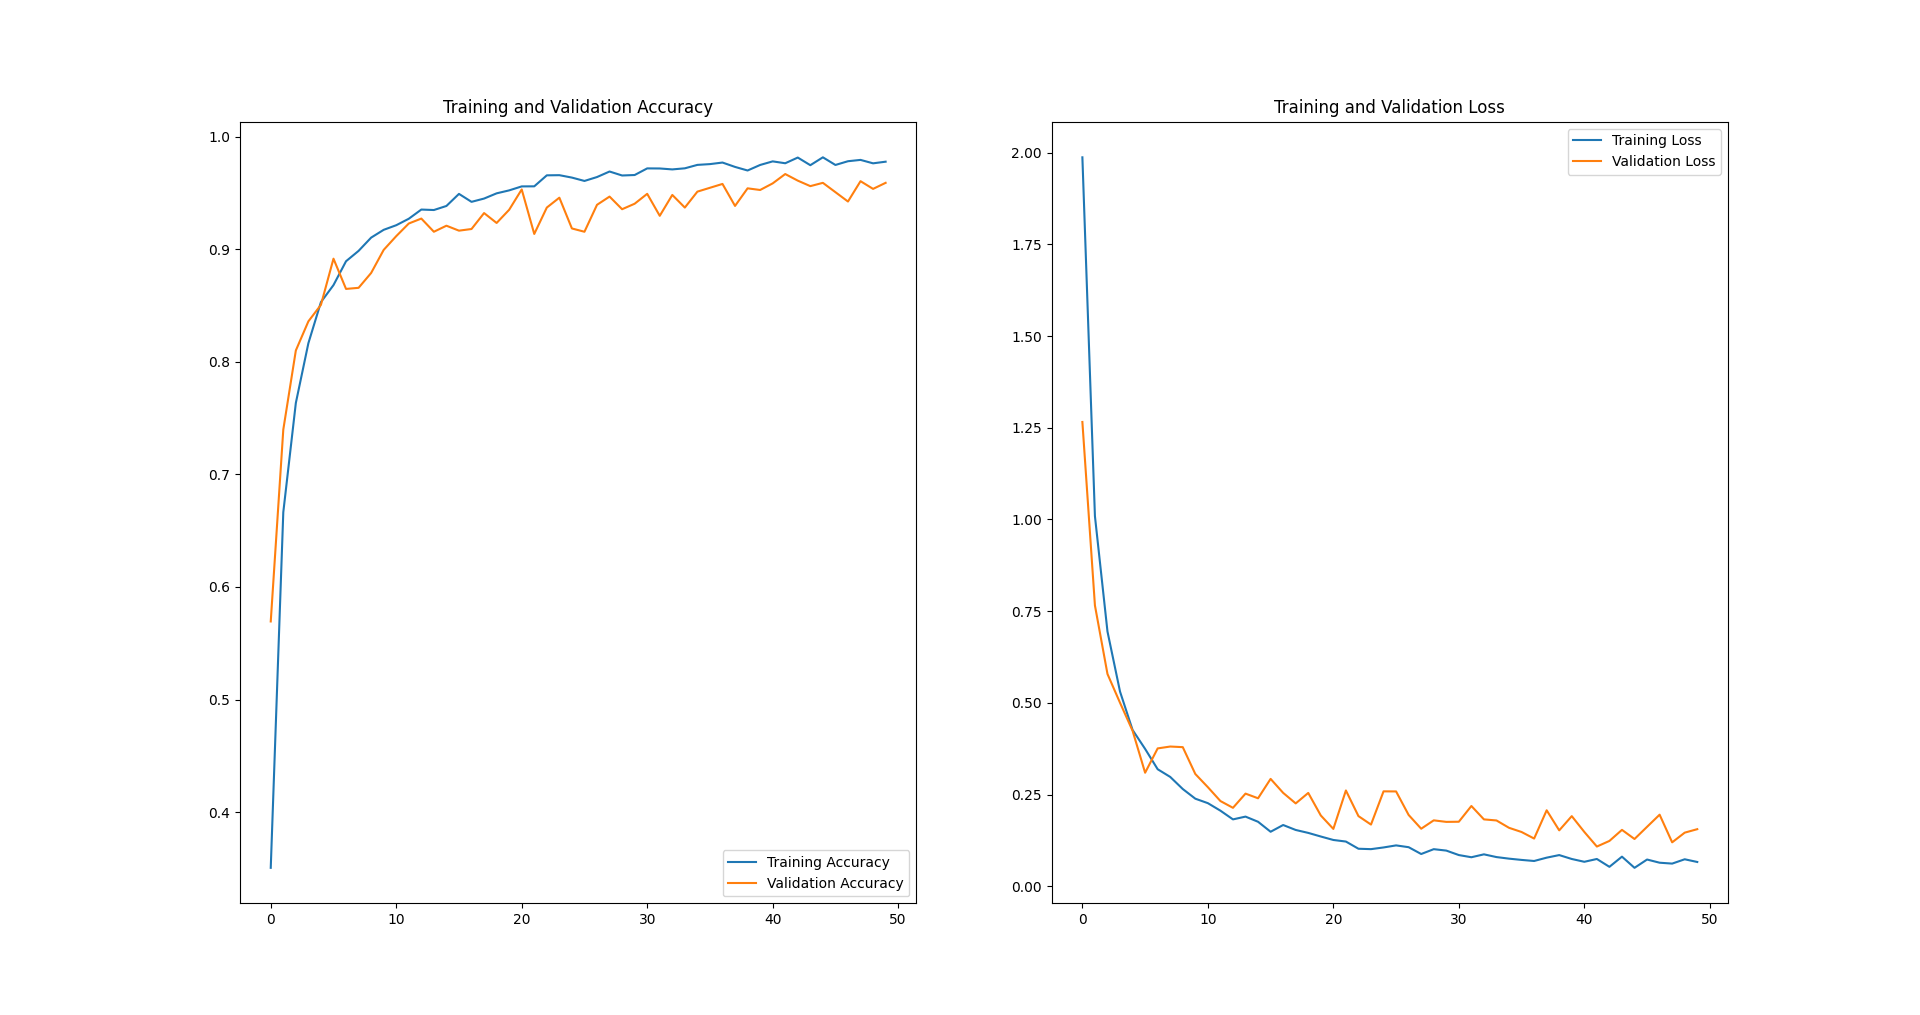 Training and Validation Accuracy
1.0
0.9
0.8
0.7
0.6
0.5
0.4
0 10 20 30 40 50
Training Accuracy
Validation Accuracy
Training and Validation Loss
2.00
1.75
1.50
1.25
1.00
0.75
0.50
0.25
0.00
0 10 20 30 40 50
Training Loss
Validation Loss